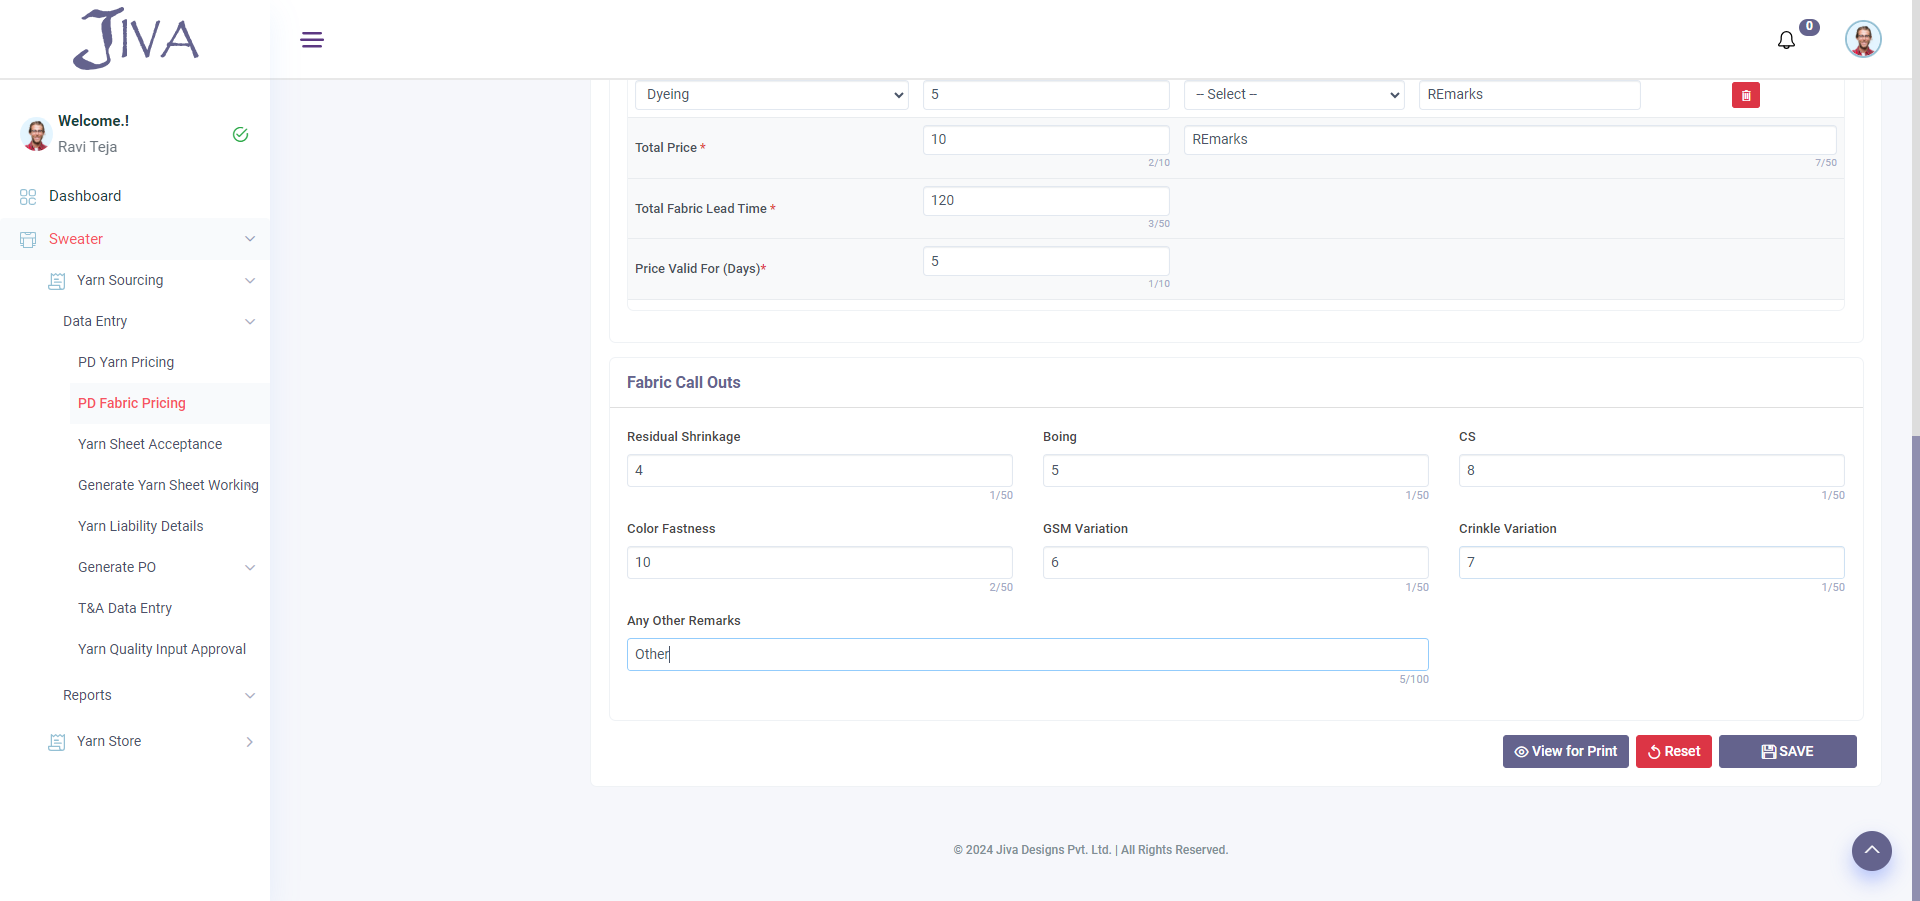 JIVA
0
Welcome.!
Ravi Teja
Dashboard
Sweater
Yarn Sourcing
Data Entry
PD Yarn Pricing
PD Fabric Pricing
Yarn Sheet Acceptance
Generate Yarn Sheet Working
Yarn Liability Details
Generate PO
T&A Data Entry
Yarn Quality Input Approval
Reports
Yarn Store
Dyeing 5 -- Select -- REmarks
Total Price * 10 REmarks
2/10 7/50
Total Fabric Lead Time * 120
3/50
Price Valid For (Days)* 5
1/10
Fabric Call Outs
Residual Shrinkage Boing CS
4 5 8
1/50 1/50 1/50
Color Fastness GSM Variation Crinkle Variation
10 6 7
2/50 1/50 1/50
Any Other Remarks
Other
5/100
View for Print Reset SAVE
© 2024 Jiva Designs Pvt. Ltd. | All Rights Reserved.